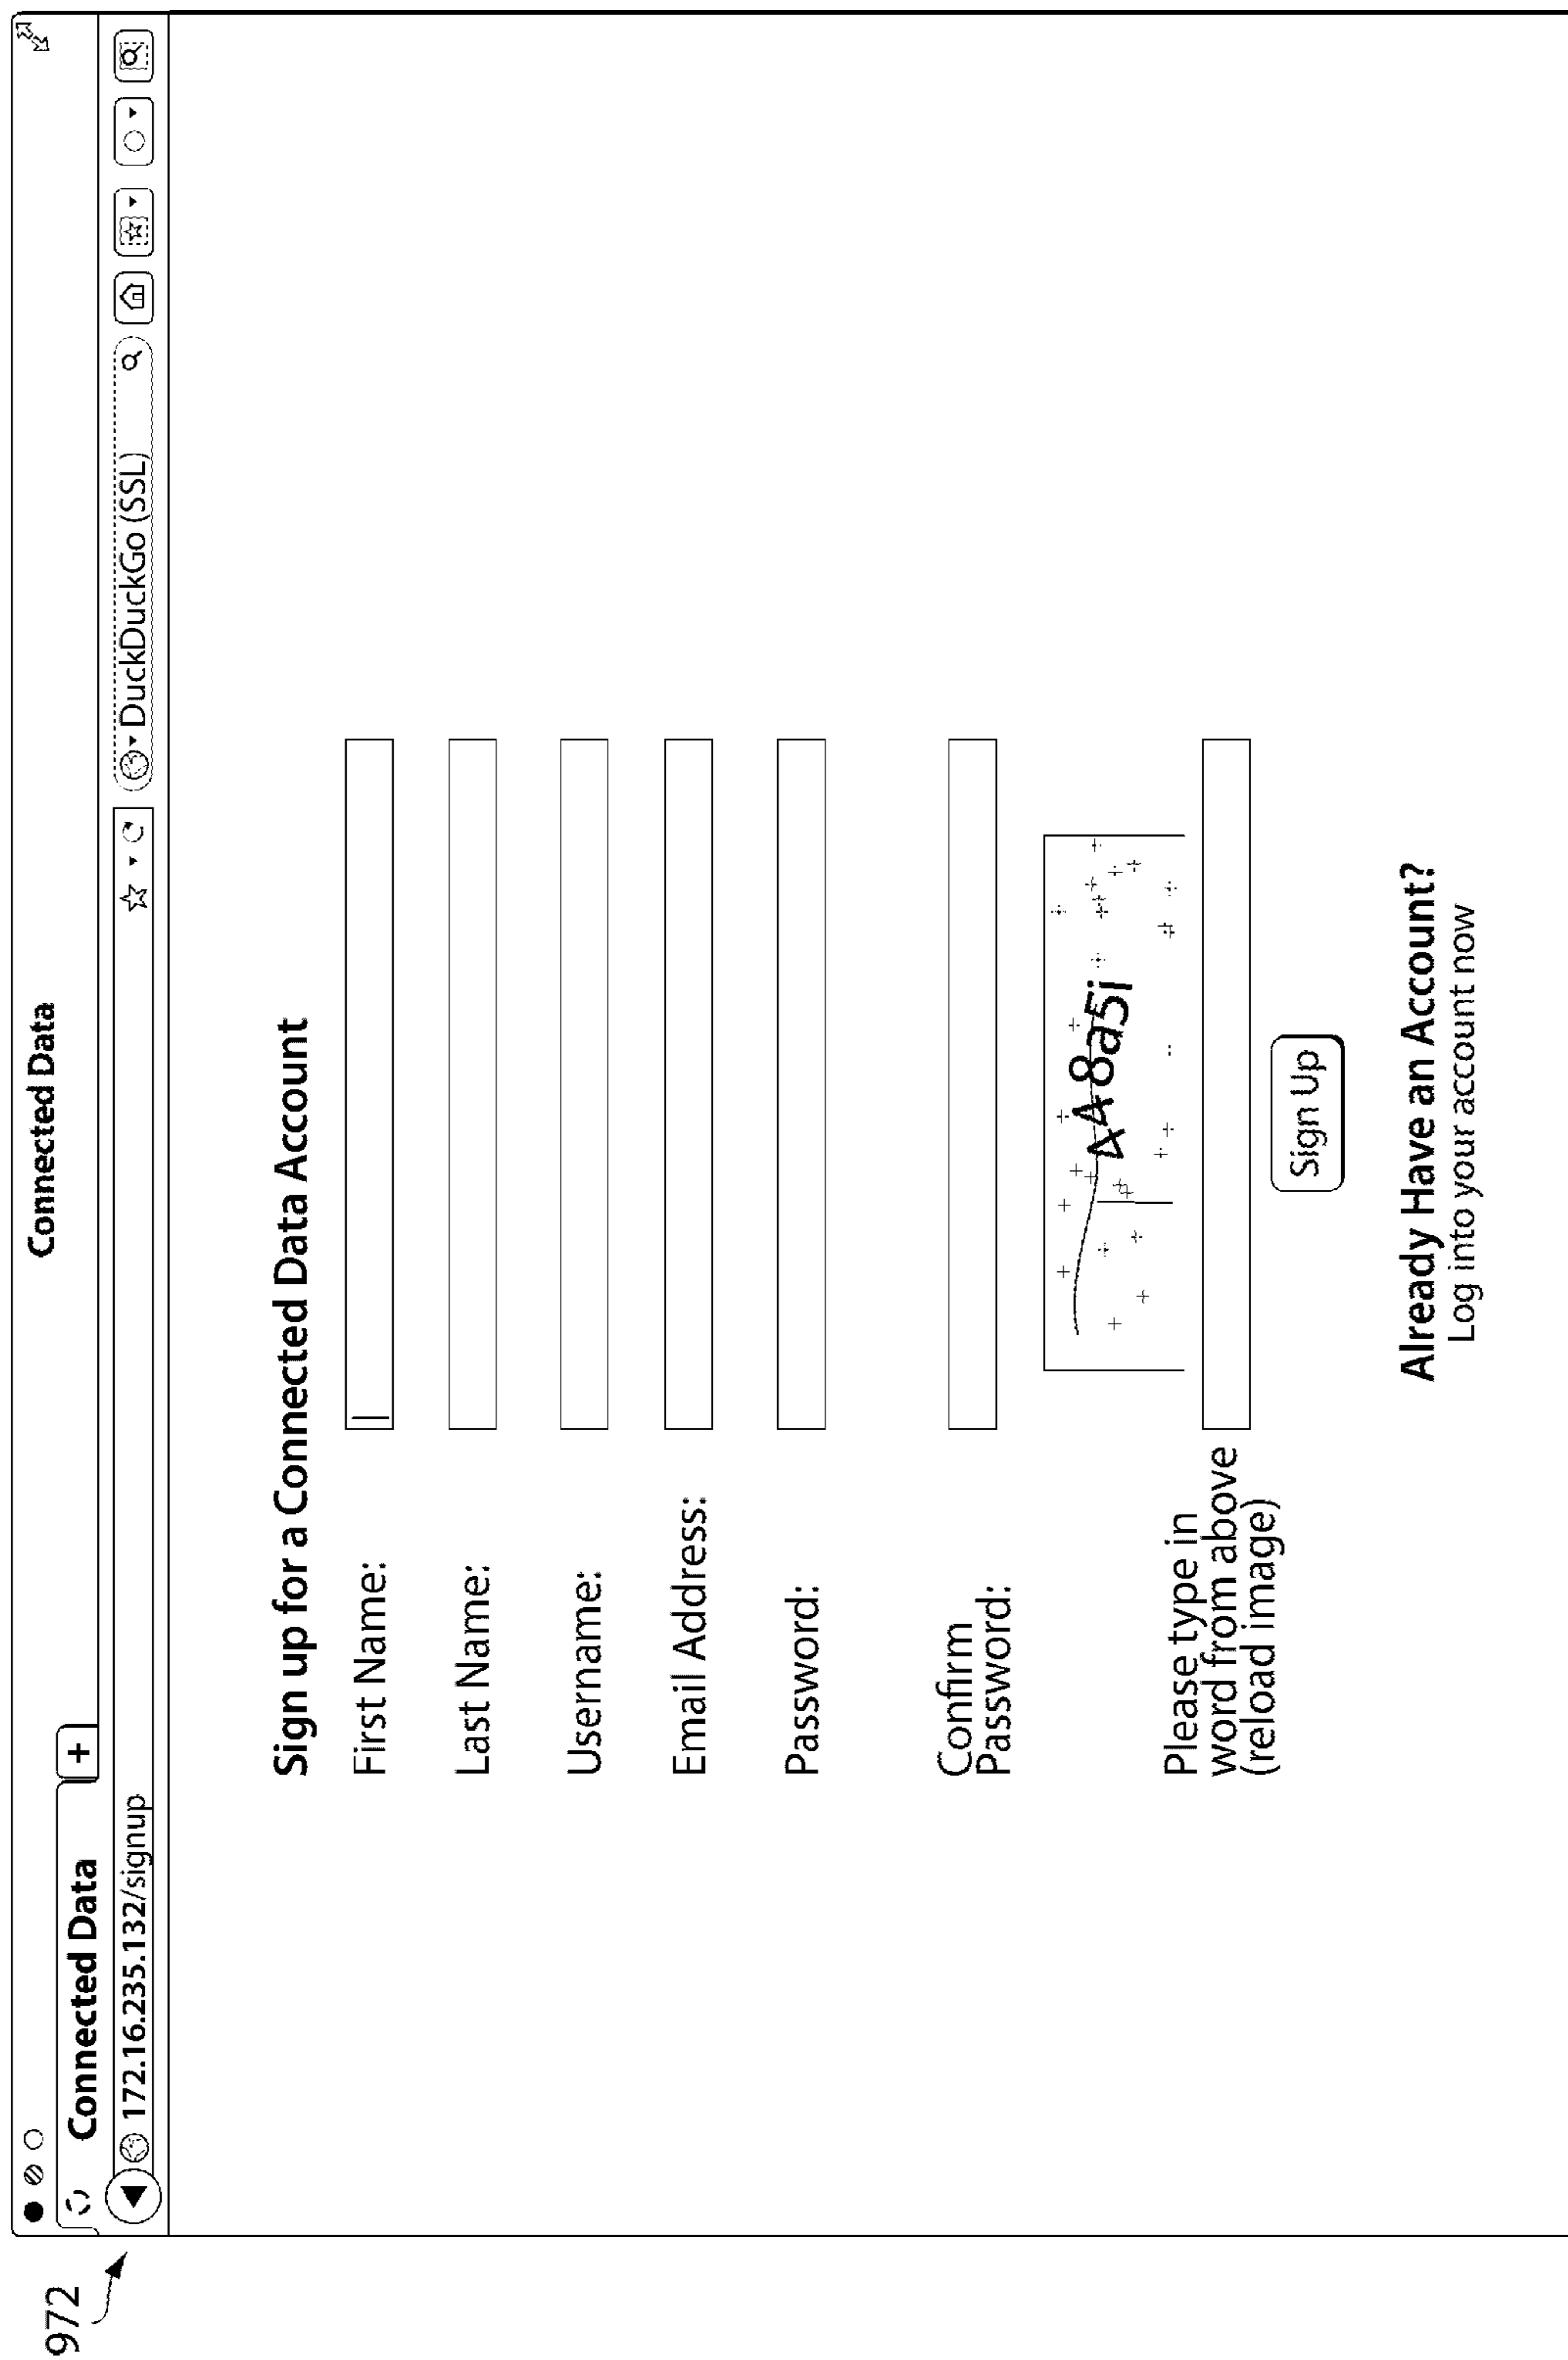 972
Connected Data
Connected Data
+
172.16.235.132/signup
DuckDuckGo (SSL)
Sign up for a Connected Data Account
First Name:
Last Name:
Username:
Email Address:
Password:
Confirm
Password:
448a5i
Please type in
word from above
(reload image)
Sign Up
Already Have an Account?
Log into your account now